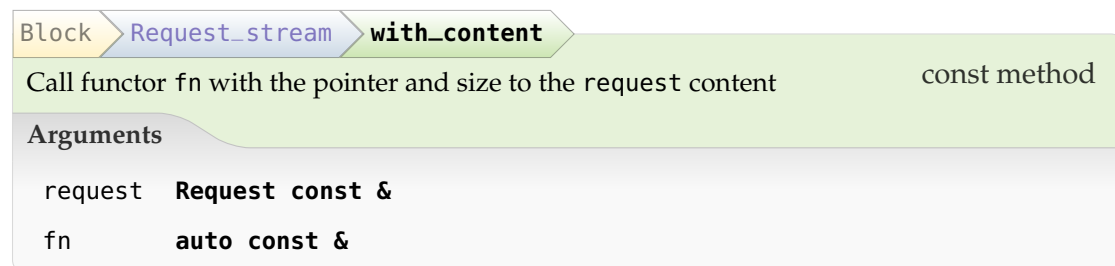 Block Request_stream with_content
Call functor fn with the pointer and size to the request content const method
Arguments
request Request const &
fn auto const &